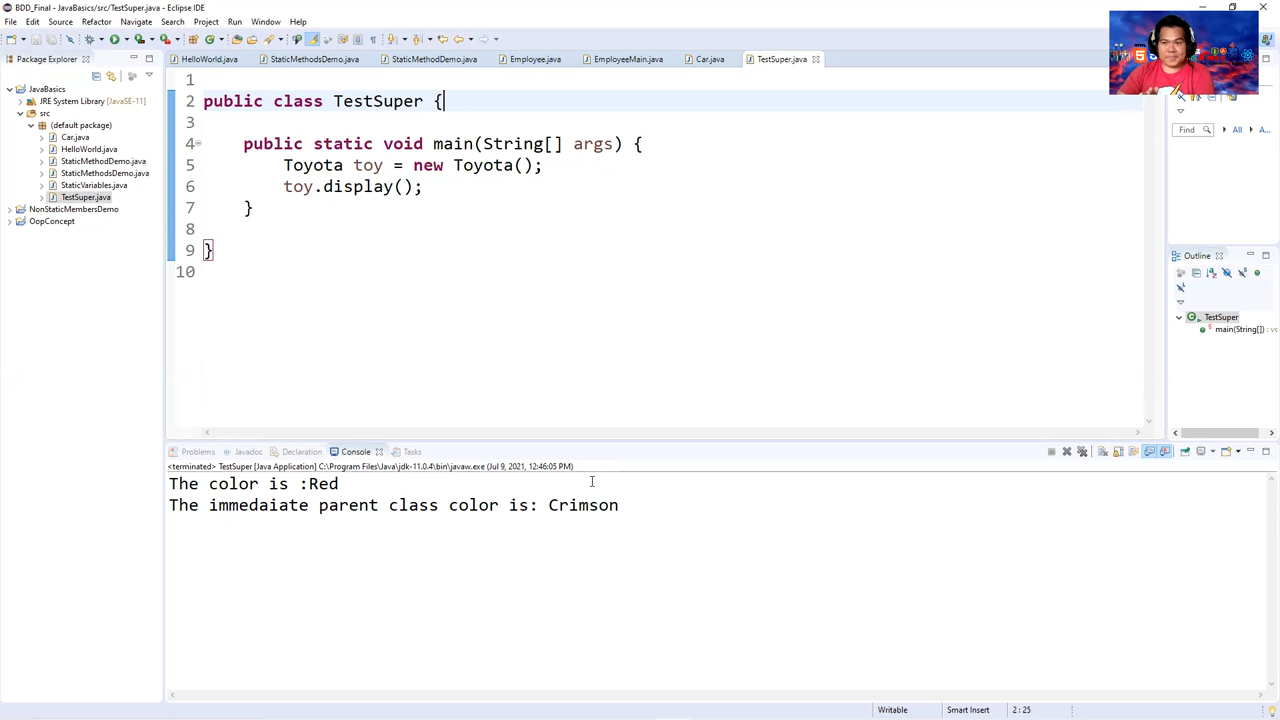 BDD_Final - JavaBasics/src/TestSuper.java - Eclipse IDE
File Edit Source Refactor Navigate Search Project Run Window Help
Package Explorer
HelloWorld.java
StaticMethodsDemo.java
StaticMethodDemo.java
Employee.java
EmployeeMain.java
Car.java
TestSuper.java
JavaBasics
JRE System Library [JavaSE-11]
src
(default package)
Car.java
HelloWorld.java
StaticMethodDemo.java
StaticMethodsDemo.java
StaticVariables.java
TestSuper.java
NonStaticMembersDemo
OopConcept
1
2 public class TestSuper {
3
4 public static void main(String[] args) {
5 Toyota toy = new Toyota();
6 toy.display();
7 }
8
9 }
10
Find All A...
Outline
TestSuper
main(String[]) : vo
Problems Javadoc Declaration Console Tasks
<terminated> TestSuper [Java Application] C:\Program Files\Java\jdk-11.0.4\bin\javaw.exe (Jul 9, 2021, 12:46:05 PM)
The color is :Red
The immedaiate parent class color is: Crimson
Writable Smart Insert 2 : 25